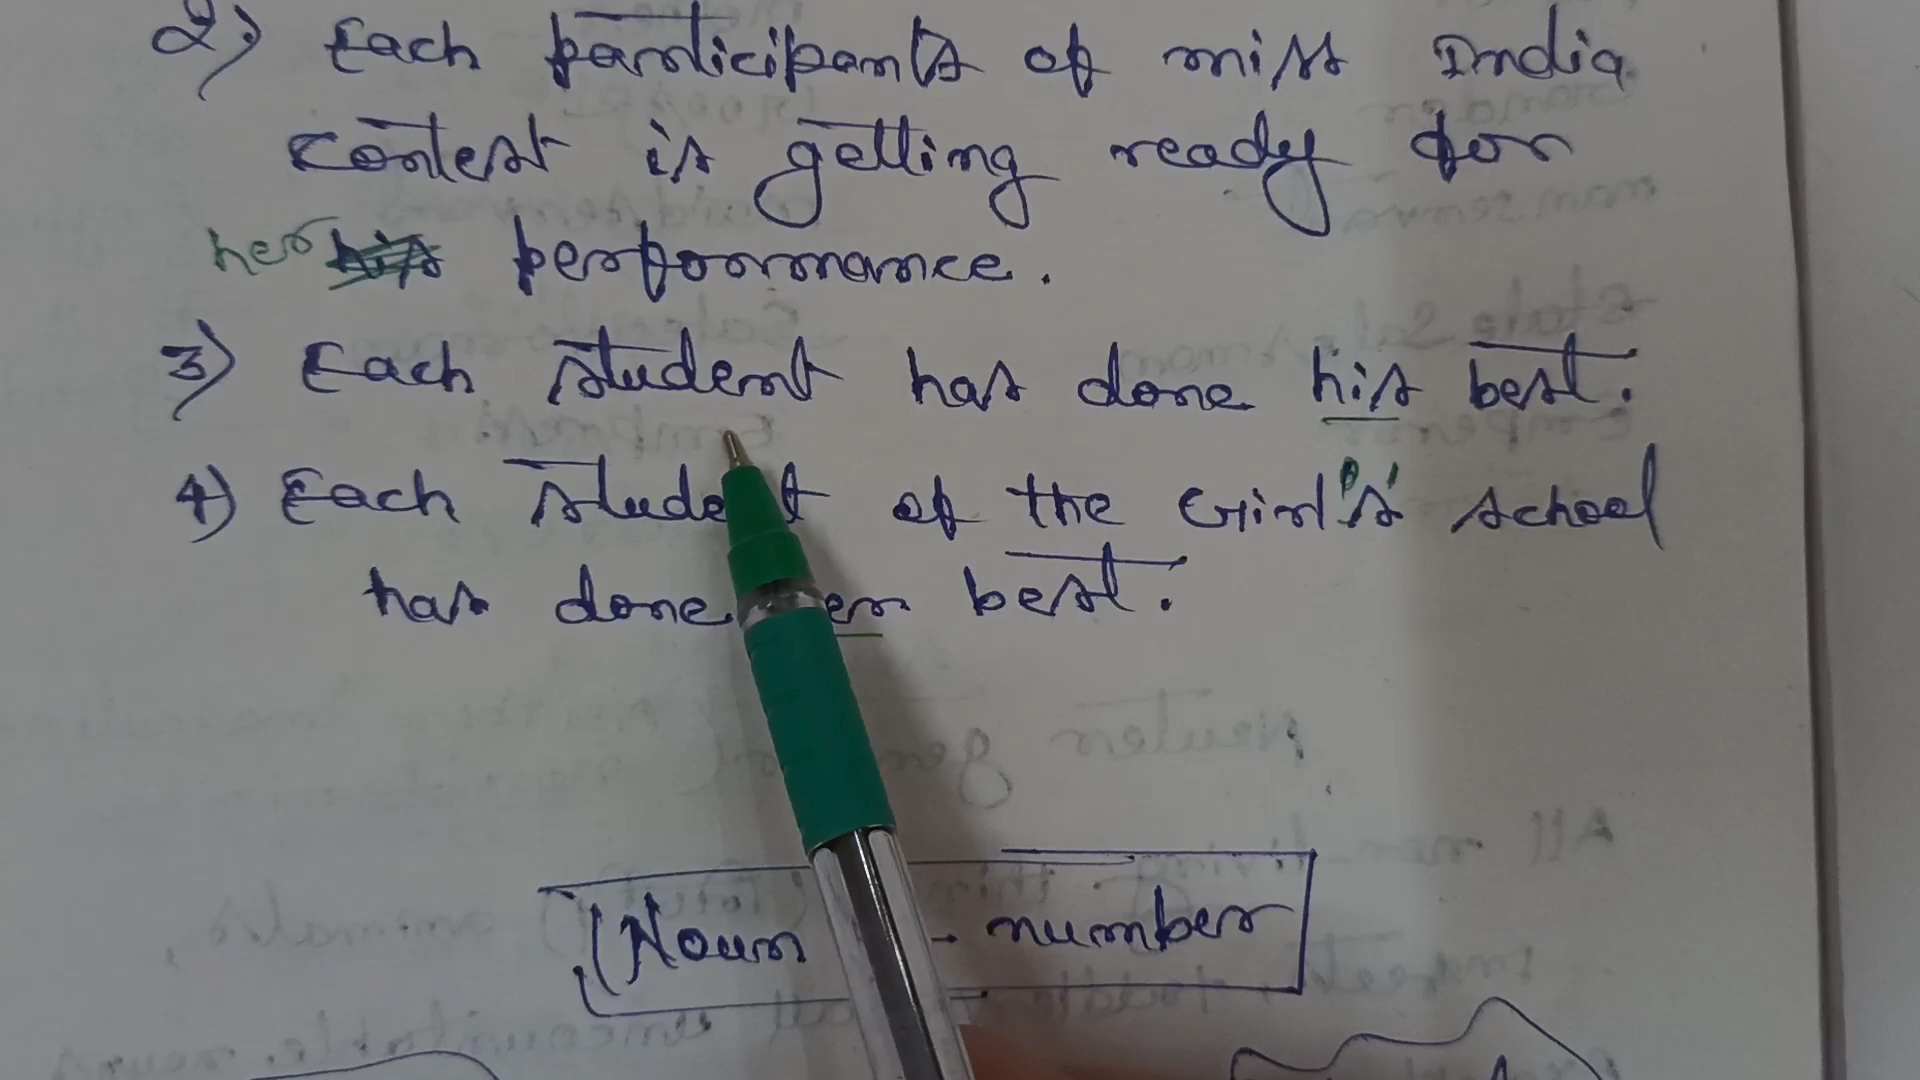 2) Each participants of miss India
contest is getting ready for
her his performance.
3) Each student has done his best.
4) Each student of the Girl's school
has done best.
Noun - number